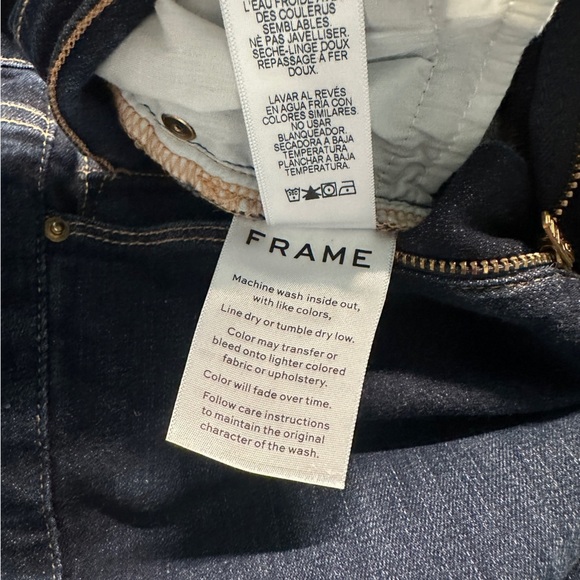 L'EAU FROIDE
DES COULEURS
SEMBLABLES.
NE PAS JAVELLISER.
SÈCHE-LINGE DOUX.
REPASSAGE À FER
DOUX.
LAVAR AL REVÉS
EN AGUA FRÍA CON
COLORES SIMILARES.
NO USAR
BLANQUEADOR.
SECADORA A BAJA
TEMPERATURA
PLANCHAR A BAJA
TEMPERATURA.
FRAME
Machine wash inside out,
with like colors,
Line dry or tumble dry low.
Color may transfer or
bleed onto lighter colored
fabric or upholstery.
Color will fade over time.
Follow care instructions
to maintain the original
character of the wash.